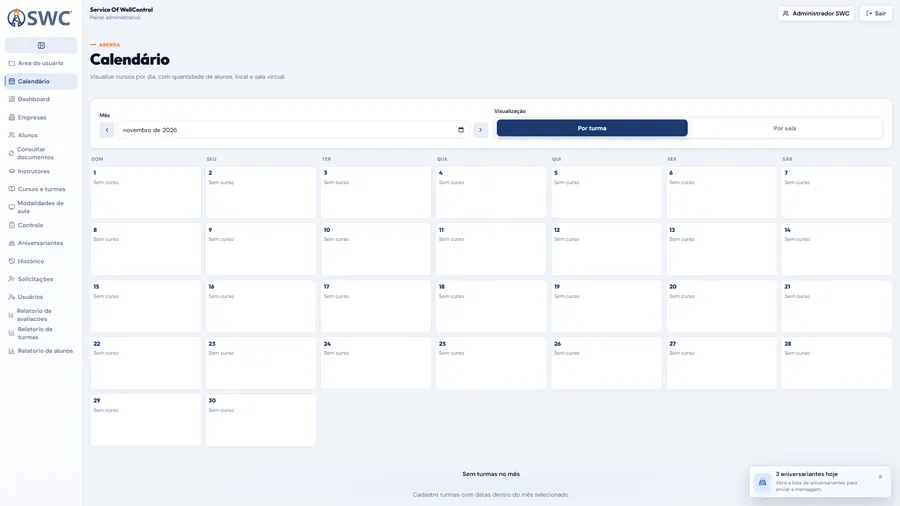 SWC
Service Of WellControl
Painel administrativo
Administrador SWC
Sair
Area do usuario
Calendário
Dashboard
Empresas
Alunos
Consultar
documentos
Instrutores
Cursos e turmas
Modalidades de
aula
Controle
Aniversariantes
Histórico
Solicitações
Usuários
Relatorio de
avaliacoes
Relatorio de
turmas
Relatorio de alunos
AGENDA
Calendário
Visualize cursos por dia, com quantidade de alunos, local e sala virtual.
Mês
novembro de 2026
Visualização
Por turma
Por sala
DOM SEG TER QUA QUI SEX SÁB
1 2 3 4 5 6 7
Sem curso Sem curso Sem curso Sem curso Sem curso Sem curso Sem curso
8 9 10 11 12 13 14
Sem curso Sem curso Sem curso Sem curso Sem curso Sem curso Sem curso
15 16 17 18 19 20 21
Sem curso Sem curso Sem curso Sem curso Sem curso Sem curso Sem curso
22 23 24 25 26 27 28
Sem curso Sem curso Sem curso Sem curso Sem curso Sem curso Sem curso
29 30
Sem curso Sem curso
Sem turmas no mês
Cadastre turmas com datas dentro do mês selecionado.
3 aniversariantes hoje
Abra a lista de aniversariantes para
enviar a mensagem.